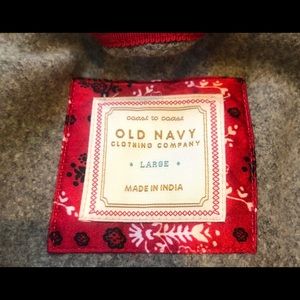 coast to coast
OLD NAVY
CLOTHING COMPANY
LARGE
MADE IN INDIA